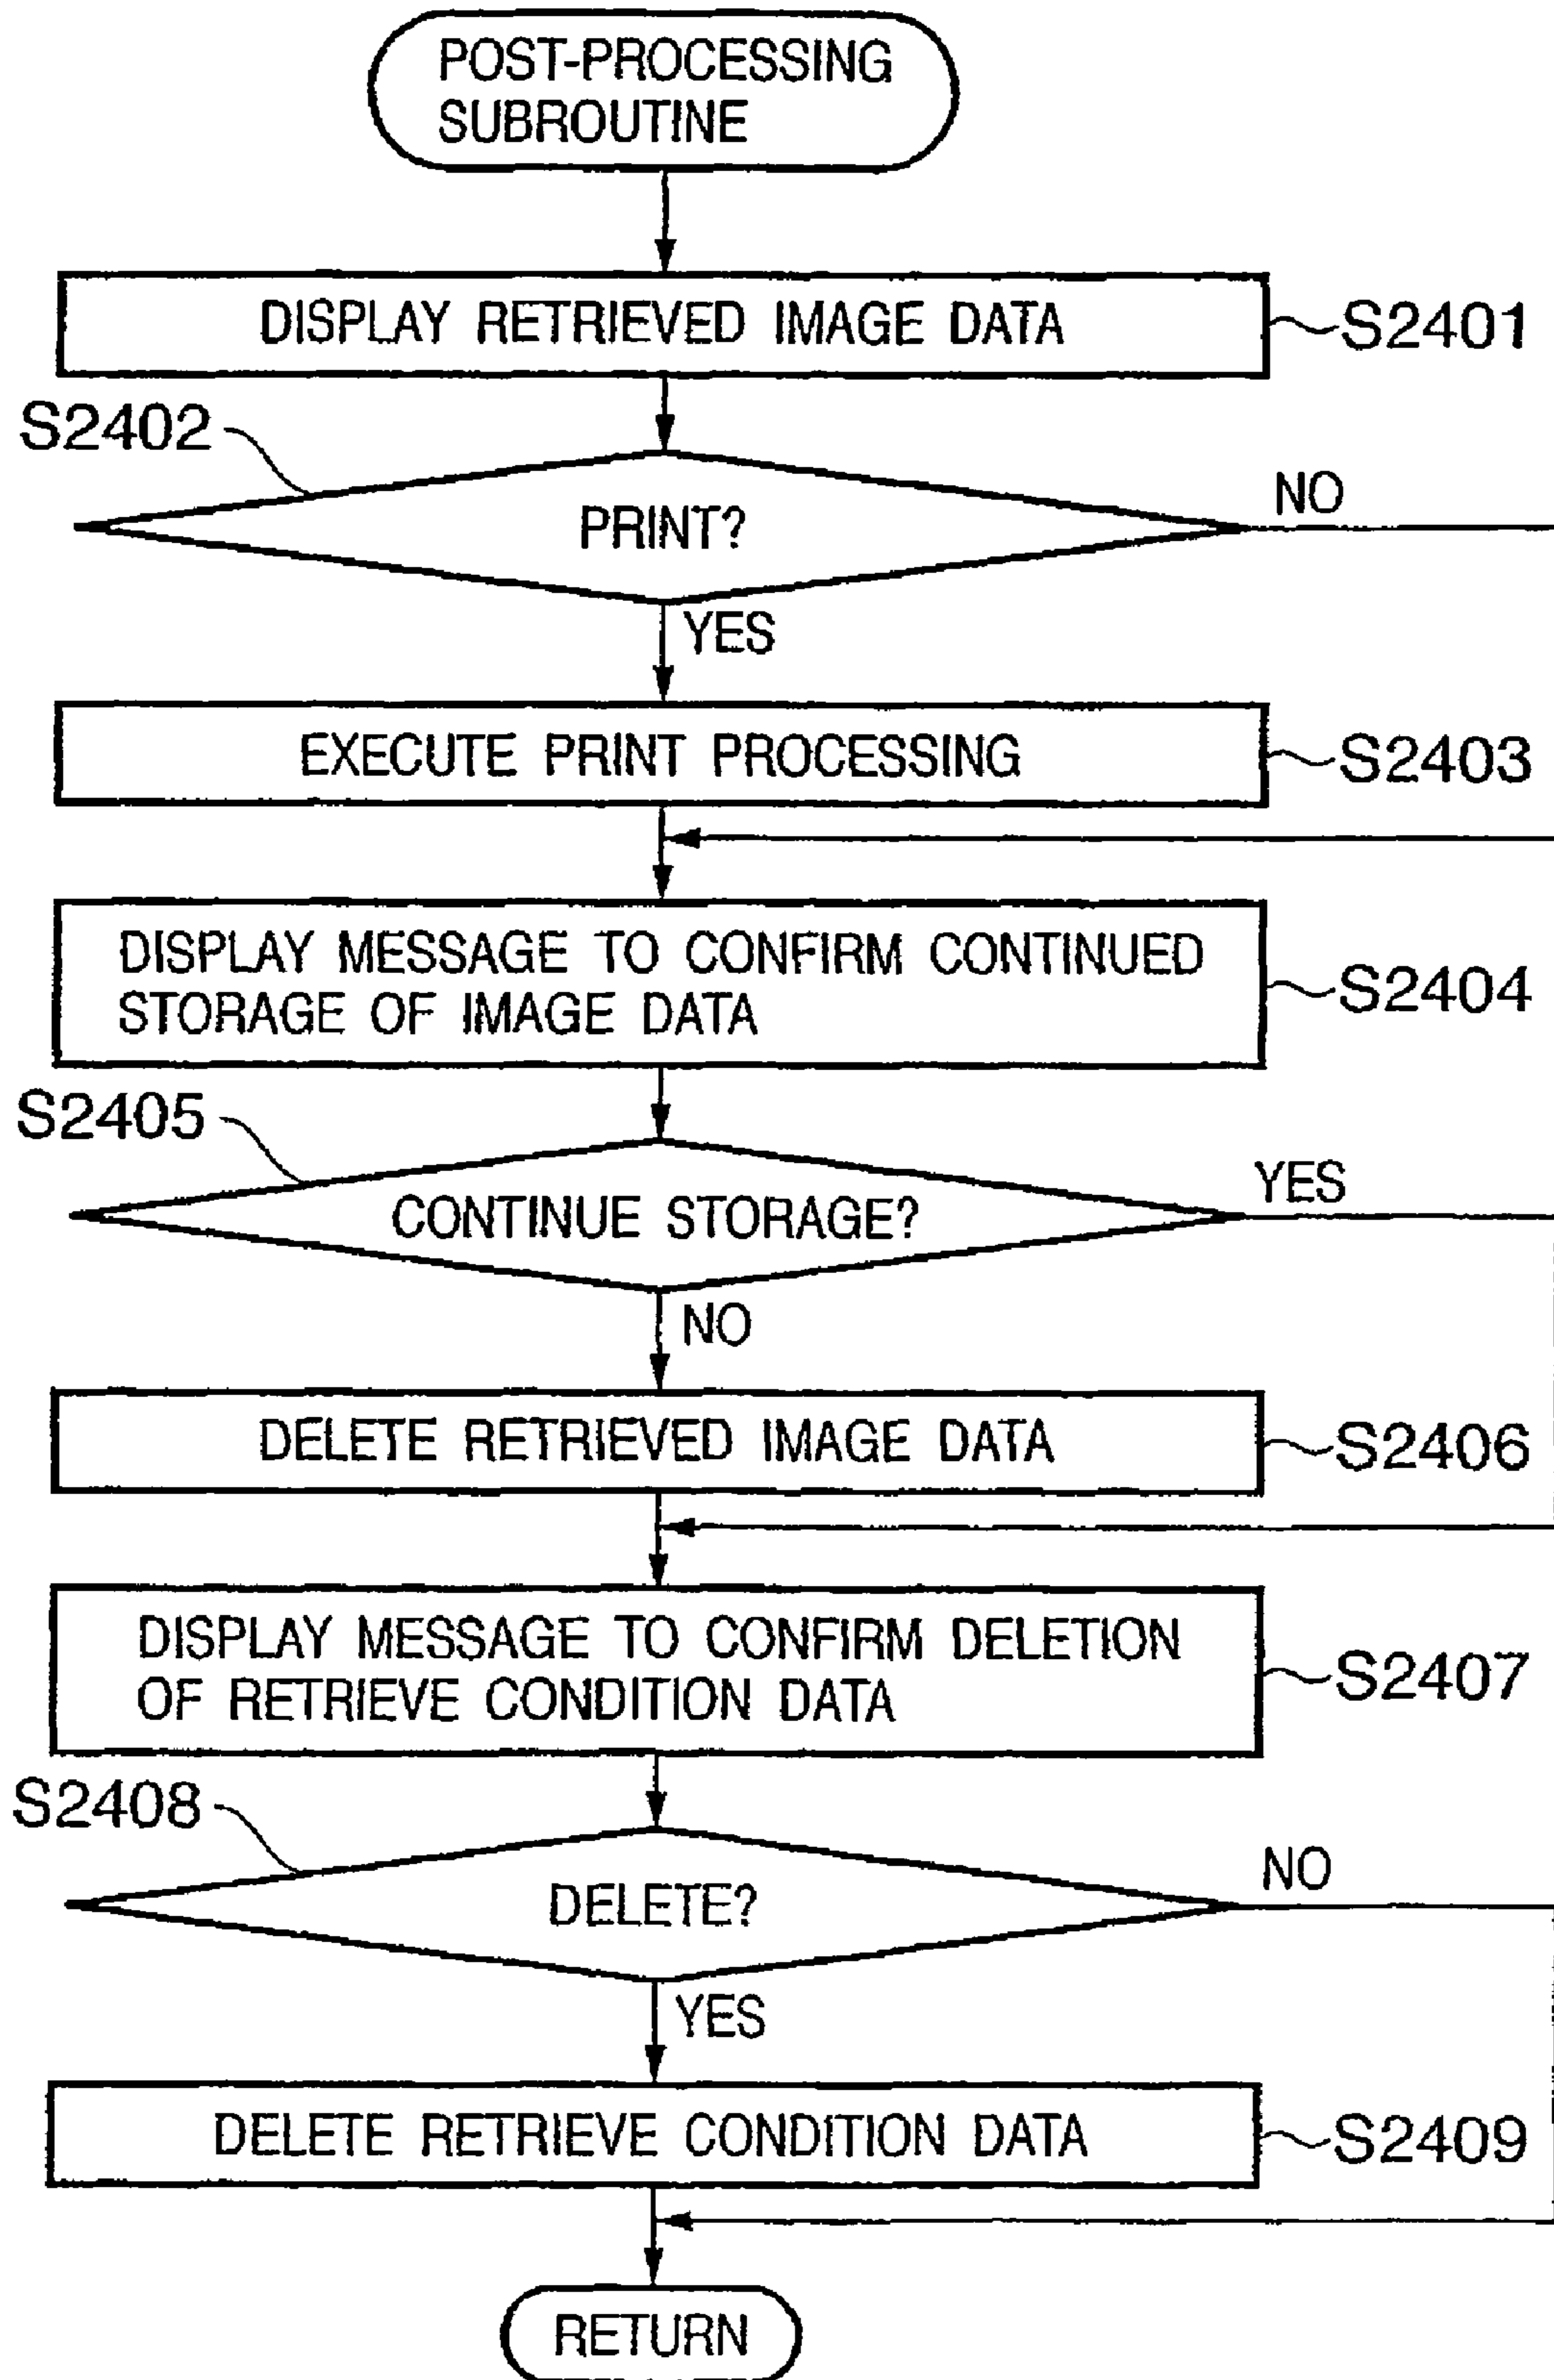 POST-PROCESSING
SUBROUTINE
DISPLAY RETRIEVED IMAGE DATA
S2401
S2402
PRINT?
NO
YES
EXECUTE PRINT PROCESSING
S2403
DISPLAY MESSAGE TO CONFIRM CONTINUED
STORAGE OF IMAGE DATA
S2404
S2405
CONTINUE STORAGE?
YES
NO
DELETE RETRIEVED IMAGE DATA
S2406
DISPLAY MESSAGE TO CONFIRM DELETION
OF RETRIEVE CONDITION DATA
S2407
S2408
DELETE?
NO
YES
DELETE RETRIEVE CONDITION DATA
S2409
RETURN